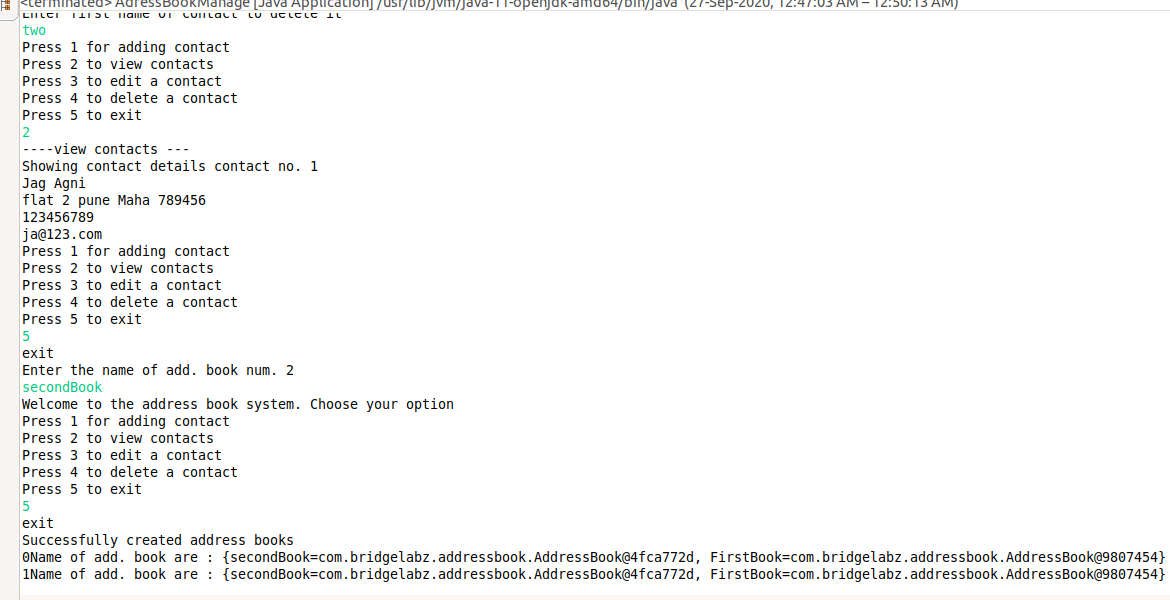 <terminated> AdressBookManage [Java Application] /usr/lib/jvm/java-11-openjdk-amd64/bin/java (27-Sep-2020, 12:47:03 AM – 12:50:13 AM)
Enter first name of contact to delete it
two
Press 1 for adding contact
Press 2 to view contacts
Press 3 to edit a contact
Press 4 to delete a contact
Press 5 to exit
2
----view contacts ---
Showing contact details contact no. 1
Jag Agni
flat 2 pune Maha 789456
123456789
ja@123.com
Press 1 for adding contact
Press 2 to view contacts
Press 3 to edit a contact
Press 4 to delete a contact
Press 5 to exit
5
exit
Enter the name of add. book num. 2
secondBook
Welcome to the address book system. Choose your option
Press 1 for adding contact
Press 2 to view contacts
Press 3 to edit a contact
Press 4 to delete a contact
Press 5 to exit
5
exit
Successfully created address books
0Name of add. book are : {secondBook=com.bridgelabz.addressbook.AddressBook@4fca772d, FirstBook=com.bridgelabz.addressbook.AddressBook@9807454}
1Name of add. book are : {secondBook=com.bridgelabz.addressbook.AddressBook@4fca772d, FirstBook=com.bridgelabz.addressbook.AddressBook@9807454}